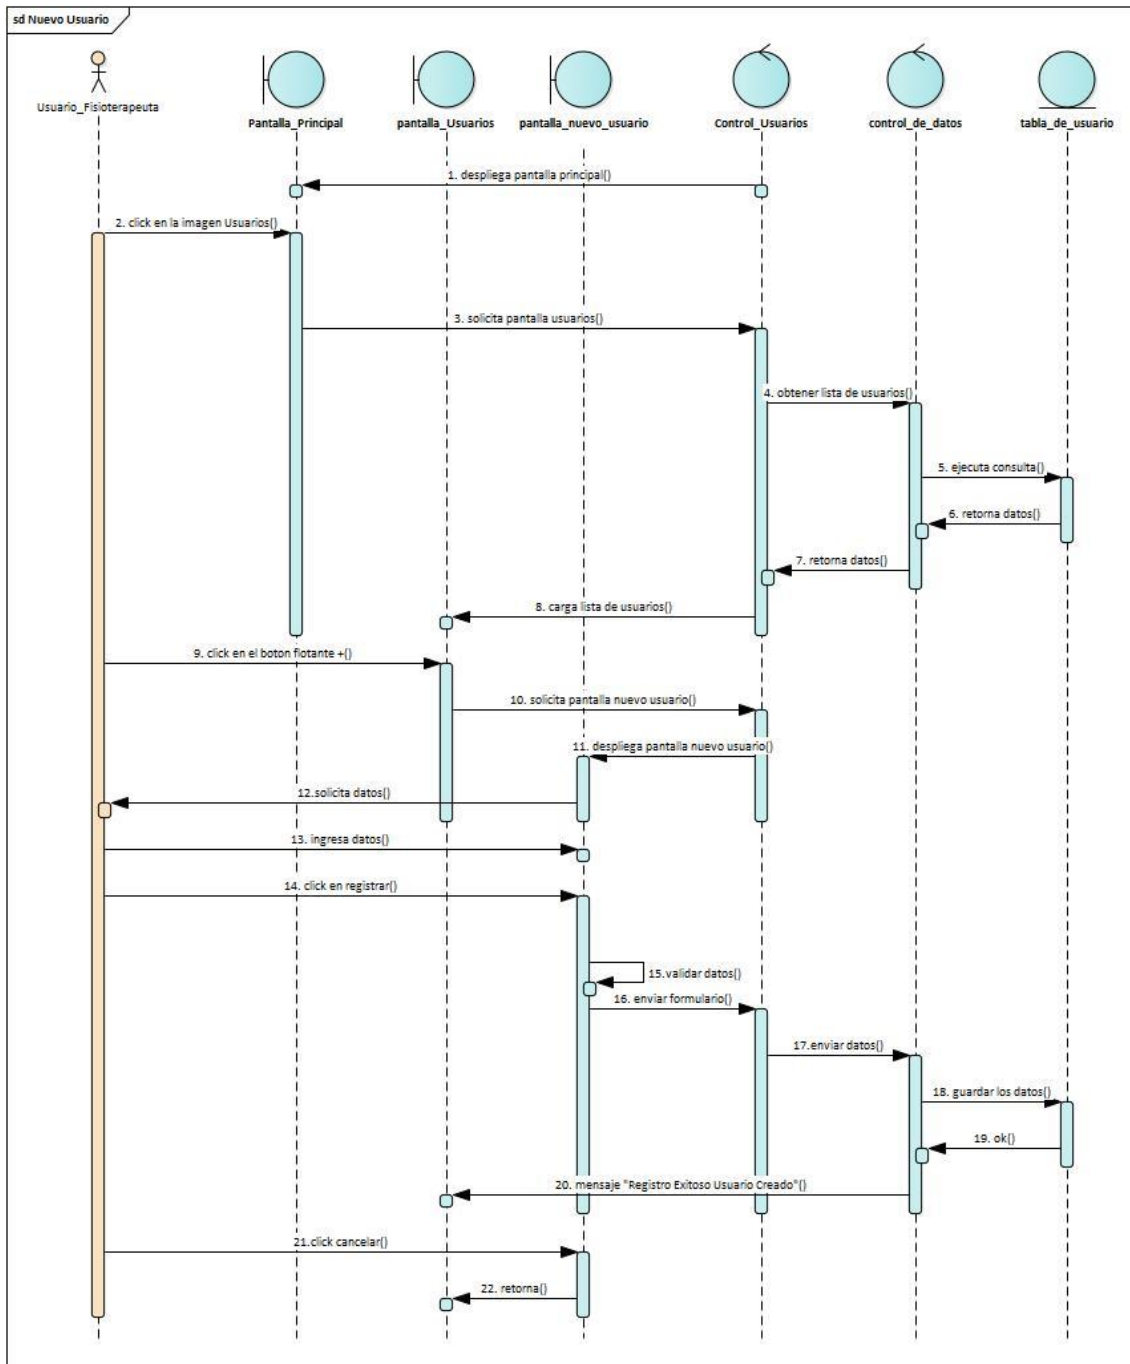 sd Nuevo Usuario
Usuario_Fisioterapeuta
Pantalla_Principal
pantalla_Usuarios
pantalla_nuevo_usuario
Control_Usuarios
control_de_datos
tabla_de_usuario
1. despliega pantalla principal()
2. click en la imagen Usuarios()
3. solicita pantalla usuarios()
4. obtener lista de usuarios()
5. ejecuta consulta()
6. retorna datos()
7. retorna datos()
8. carga lista de usuarios()
9. click en el boton flotante +()
10. solicita pantalla nuevo usuario()
11. despliega pantalla nuevo usuario()
12.solicita datos()
13. ingresa datos()
14. click en registrar()
15.validar datos()
16. enviar formulario()
17.enviar datos()
18. guardar los datos()
19. ok()
20. mensaje "Registro Exitoso Usuario Creado"()
21.click cancelar()
22. retorna()